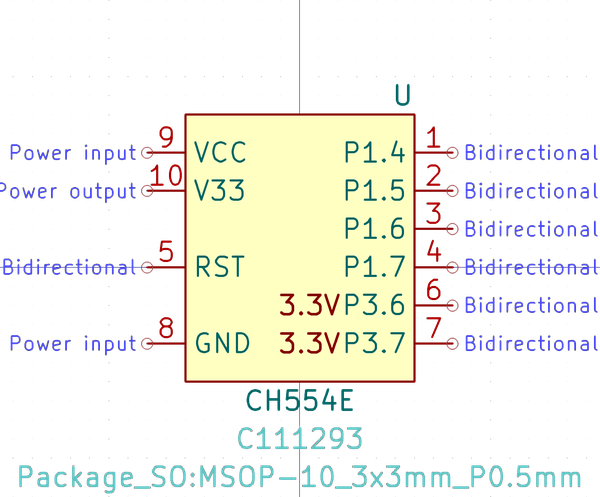 U
Power input 9 VCC P1.4 1 Bidirectional
Power output 10 V33 P1.5 2 Bidirectional
P1.6 3 Bidirectional
Bidirectional 5 RST P1.7 4 Bidirectional
3.3V P3.6 6 Bidirectional
Power input 8 GND 3.3V P3.7 7 Bidirectional
CH554E
C111293
Package_SO:MSOP-10_3x3mm_P0.5mm